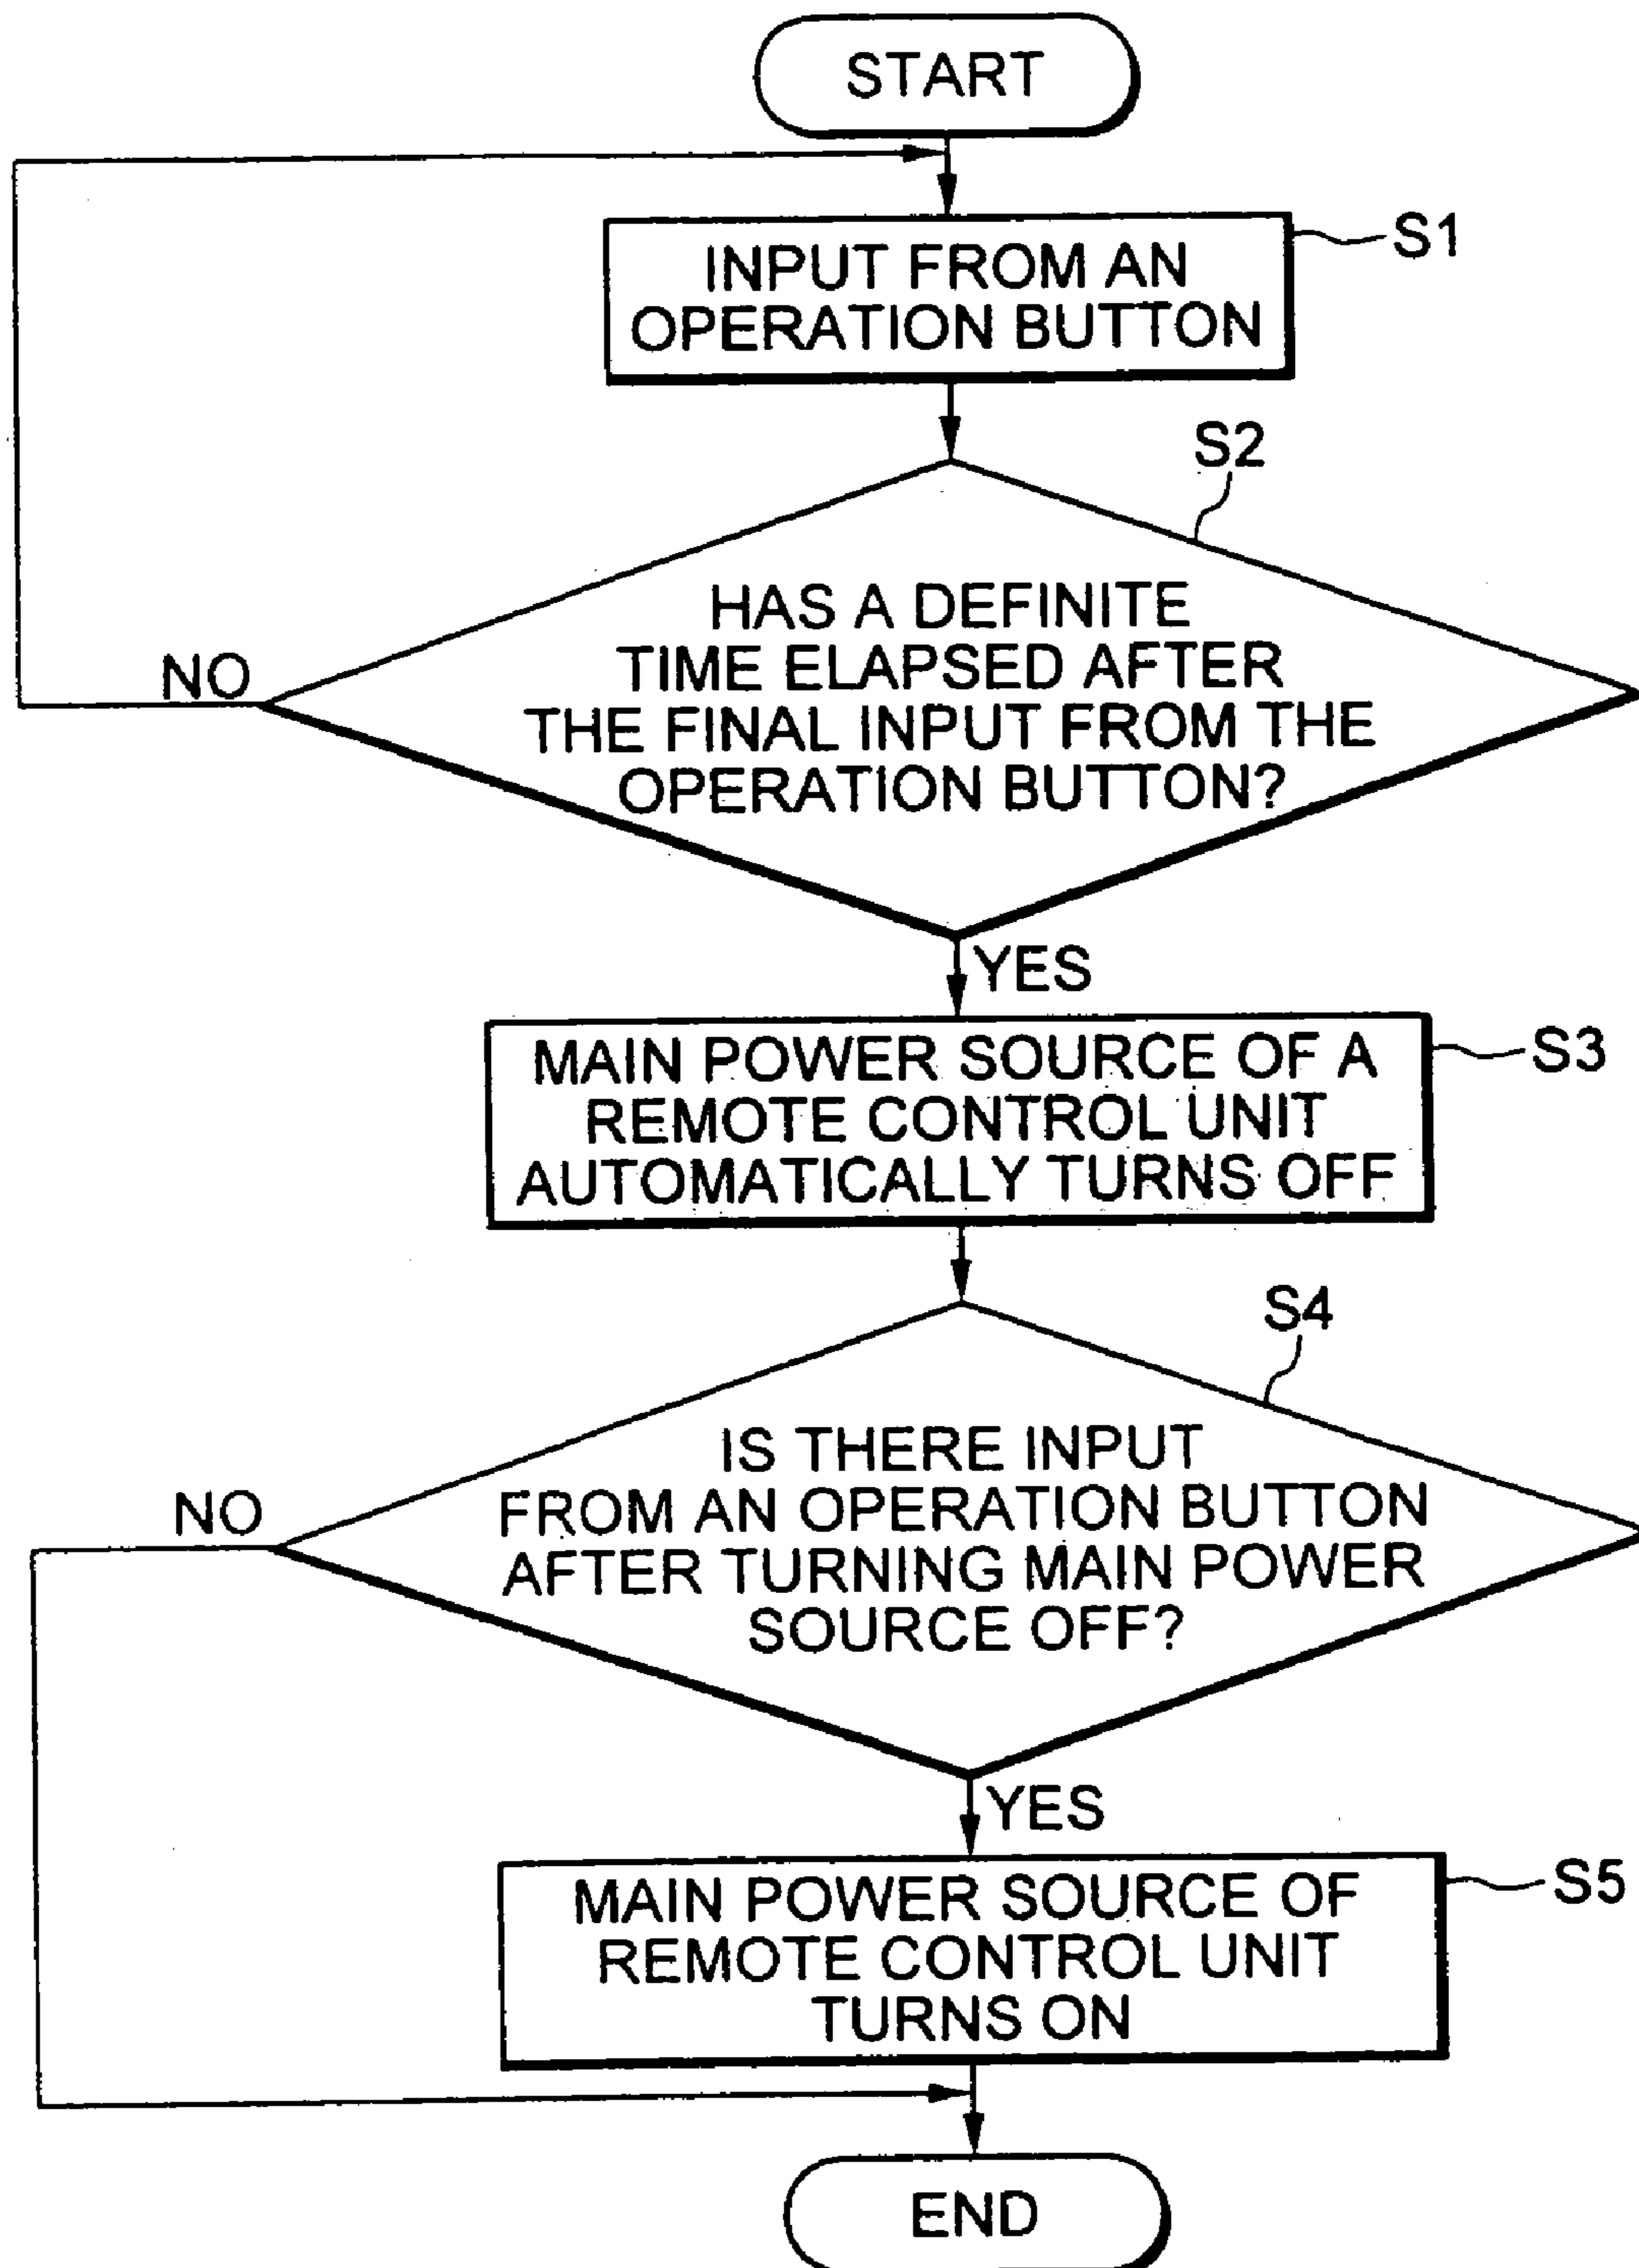 START
INPUT FROM AN
OPERATION BUTTON
S1
S2
HAS A DEFINITE
TIME ELAPSED AFTER
THE FINAL INPUT FROM THE
OPERATION BUTTON?
NO
YES
MAIN POWER SOURCE OF A
REMOTE CONTROL UNIT
AUTOMATICALLY TURNS OFF
S3
S4
IS THERE INPUT
FROM AN OPERATION BUTTON
AFTER TURNING MAIN POWER
SOURCE OFF?
NO
YES
MAIN POWER SOURCE OF
REMOTE CONTROL UNIT
TURNS ON
S5
END